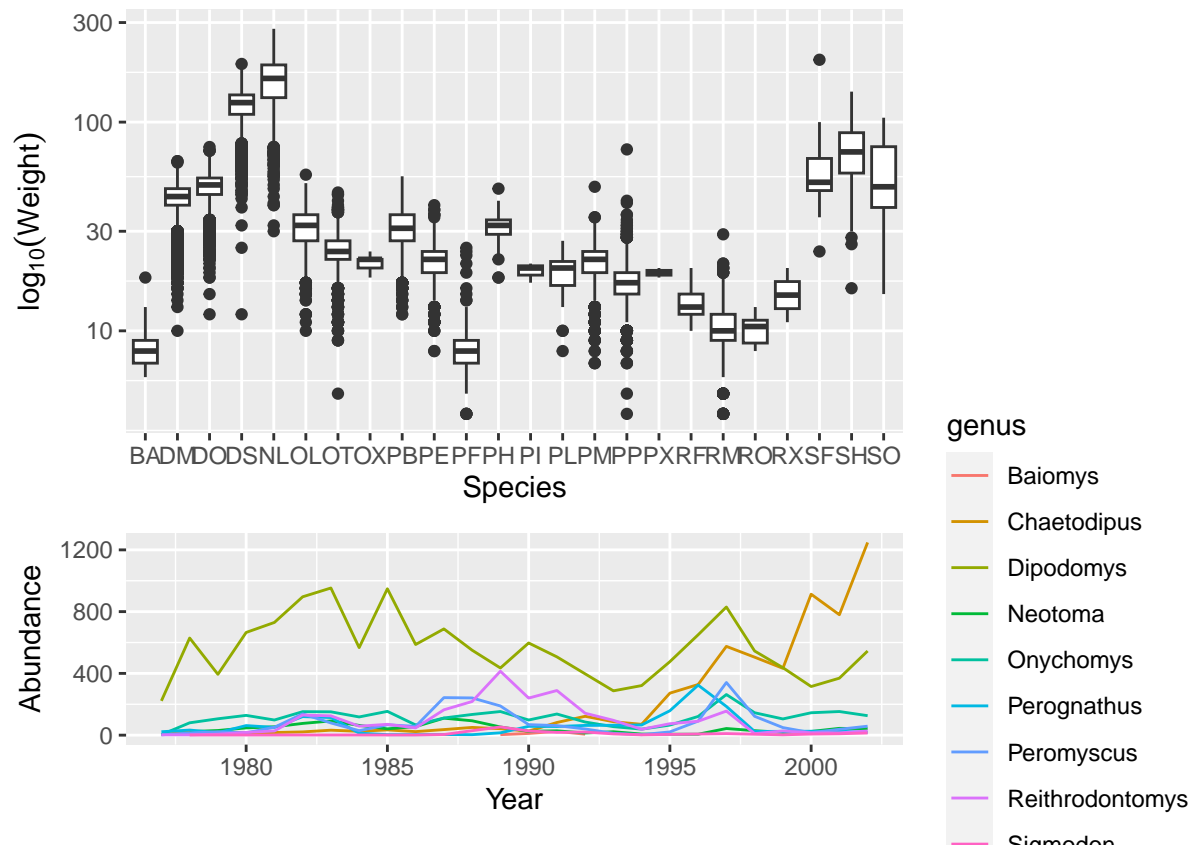 300
100
30
10
log₁₀(Weight)
BA DM DO DS NL OL OT OX PB PE PF PH PI PL PM PP PX RF RM RO RX SF SH SO
Species
1200
800
400
0
Abundance
1980 1985 1990 1995 2000
Year
genus
Baiomys
Chaetodipus
Dipodomys
Neotoma
Onychomys
Perognathus
Peromyscus
Reithrodontomys
Sigmodon